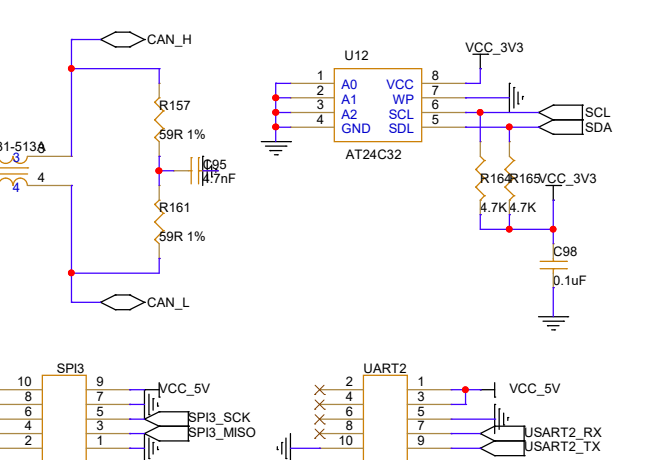 CAN_H
R157
59R 1%
C95
4.7nF
R161
59R 1%
CAN_L
3
4
4
U12
VCC_3V3
1 A0 VCC 8
2 A1 WP 7
3 A2 SCL 6
4 GND SDL 5
AT24C32
SCL
SDA
R164 R165 VCC_3V3
4.7K 4.7K
C98
0.1uF
SPI3
10 9 VCC_5V
8 7
6 5 SPI3_SCK
4 3 SPI3_MISO
2 1
UART2
2 1 VCC_5V
4 3
6 5
8 7 USART2_RX
10 9 USART2_TX